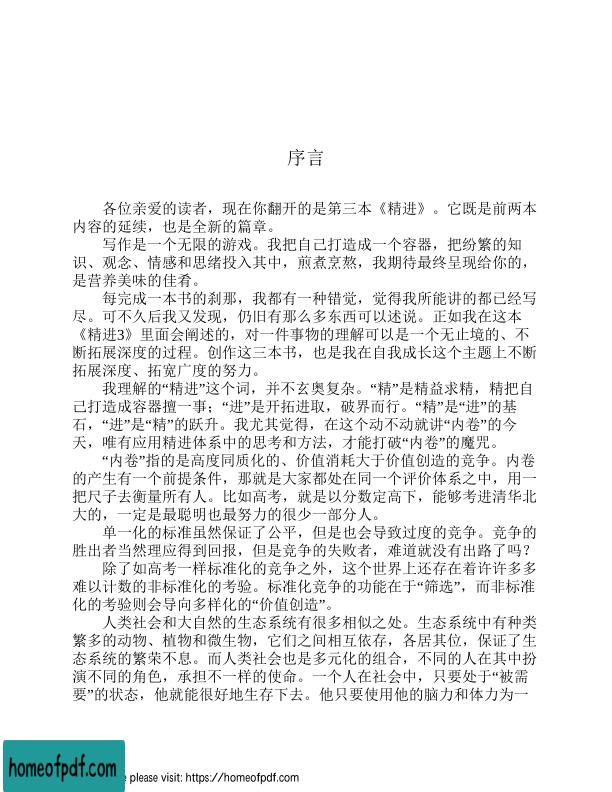 序言
各位亲爱的读者，现在你翻开的是第三本《精进》。它既是前两本
内容的延续，也是全新的篇章。
写作是一个无限的游戏。我把自己打造成一个容器，把纷繁的知
识、观念、情感和思绪投入其中，煎煮烹熬，我期待最终呈现给你的，
是营养美味的佳肴。
每完成一本书的刹那，我都有一种错觉，觉得我所能讲的都已经写
尽。可不久后我又发现，仍旧有那么多东西可以述说。正如我在这本
《精进3》里面会阐述的，对一件事物的理解可以是一个无止境的、不
断拓展深度的过程。创作这三本书，也是我在自我成长这个主题上不断
拓展深度、拓宽广度的努力。
我理解的“精进”这个词，并不玄奥复杂。“精”是精益求精，精把自
己打造成容器擅一事；“进”是开拓进取，破界而行。“精”是“进”的基
石，“进”是“精”的跃升。我尤其觉得，在这个动不动就讲“内卷”的今
天，唯有应用精进体系中的思考和方法，才能打破“内卷”的魔咒。
“内卷”指的是高度同质化的、价值消耗大于价值创造的竞争。内卷
的产生有一个前提条件，那就是大家都处在同一个评价体系之中，用一
把尺子去衡量所有人。比如高考，就是以分数定高下，能够考进清华北
大的，一定是最聪明也最努力的很少一部分人。
单一化的标准虽然保证了公平，但是也会导致过度的竞争。竞争的
胜出者当然理应得到回报，但是竞争的失败者，难道就没有出路了吗？
除了如高考一样标准化的竞争之外，这个世界上还存在着许许多多
难以计数的非标准化的考验。标准化竞争的功能在于“筛选”，而非标准
化的考验则会导向多样化的“价值创造”。
人类社会和大自然的生态系统有很多相似之处。生态系统中有种类
繁多的动物、植物和微生物，它们之间相互依存，各居其位，保证了生
态系统的繁荣不息。而人类社会也是多元化的组合，不同的人在其中扮
演不同的角色，承担不一样的使命。一个人在社会中，只要处于“被需
要”的状态，他就能很好地生存下去。他只要使用他的脑力和体力为一
homeofpdf.com
e please visit: https://homeofpdf.com